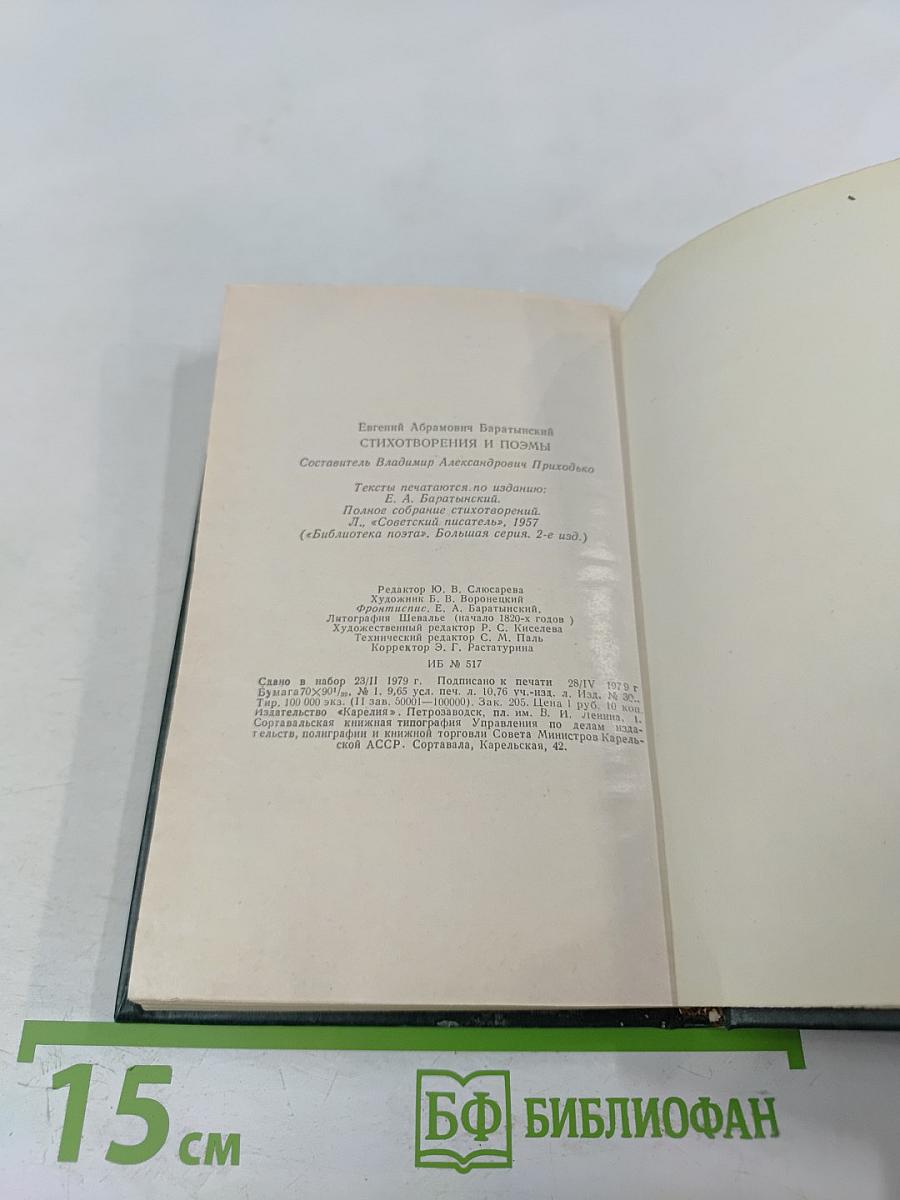 Евгений Абрамович Баратынский
СТИХОТВОРЕНИЯ И ПОЭМЫ
Составитель Владимир Александрович Приходько
Тексты печатаются по изданию:
Е. А. Баратынский.
Полное собрание стихотворений.
Л., «Советский писатель», 1957
(«Библиотека поэта». Большая серия. 2-е изд.)
Редактор Ю. В. Слюсарева
Художник Б. В. Воронецкий
Фронтиспис. Е. А. Баратынский.
Литография Шевалье (начало 1820-х годов )
Художественный редактор Р. С. Киселева
Технический редактор С. М. Паль
Корректор Э. Г. Растатурина
ИБ № 517
Сдано в набор 23/II 1979 г. Подписано к печати 28/IV 1979 г
Бумага 70×90¹/₃₂, № 1, 9,65 усл. печ. л. 10,76 уч.-изд. л. Изд. №
Тир. 100 000 экз. (II зав. 50001—100000). Зак. 205. Цена 1 руб. 10 коп.
Издательство «Карелия». Петрозаводск, пл. им. В. И. Ленина, 1.
Сортавальская книжная типография Управления по делам изда-
тельств, полиграфии и книжной торговли Совета Министров Карель-
ской АССР. Сортавала, Карельская, 42.
15 см
БФ БИБЛИОФАН